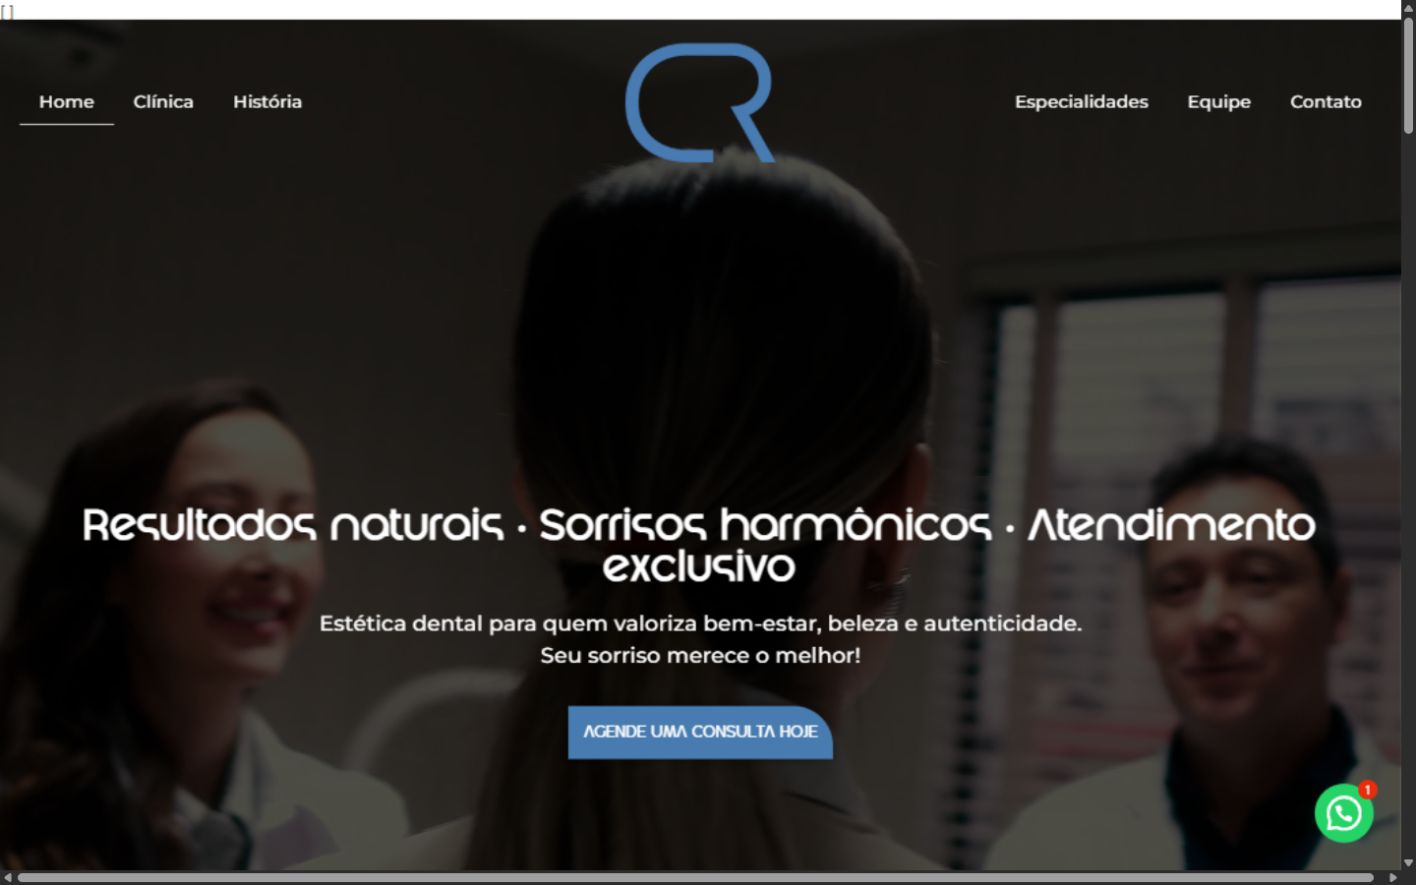 [ ]
Home
Clínica
História
CR
Especialidades
Equipe
Contato
Resultados naturais • Sorrisos harmônicos • Atendimento
exclusivo
Estética dental para quem valoriza bem-estar, beleza e autenticidade.
Seu sorriso merece o melhor!
AGENDE UMA CONSULTA HOJE
1